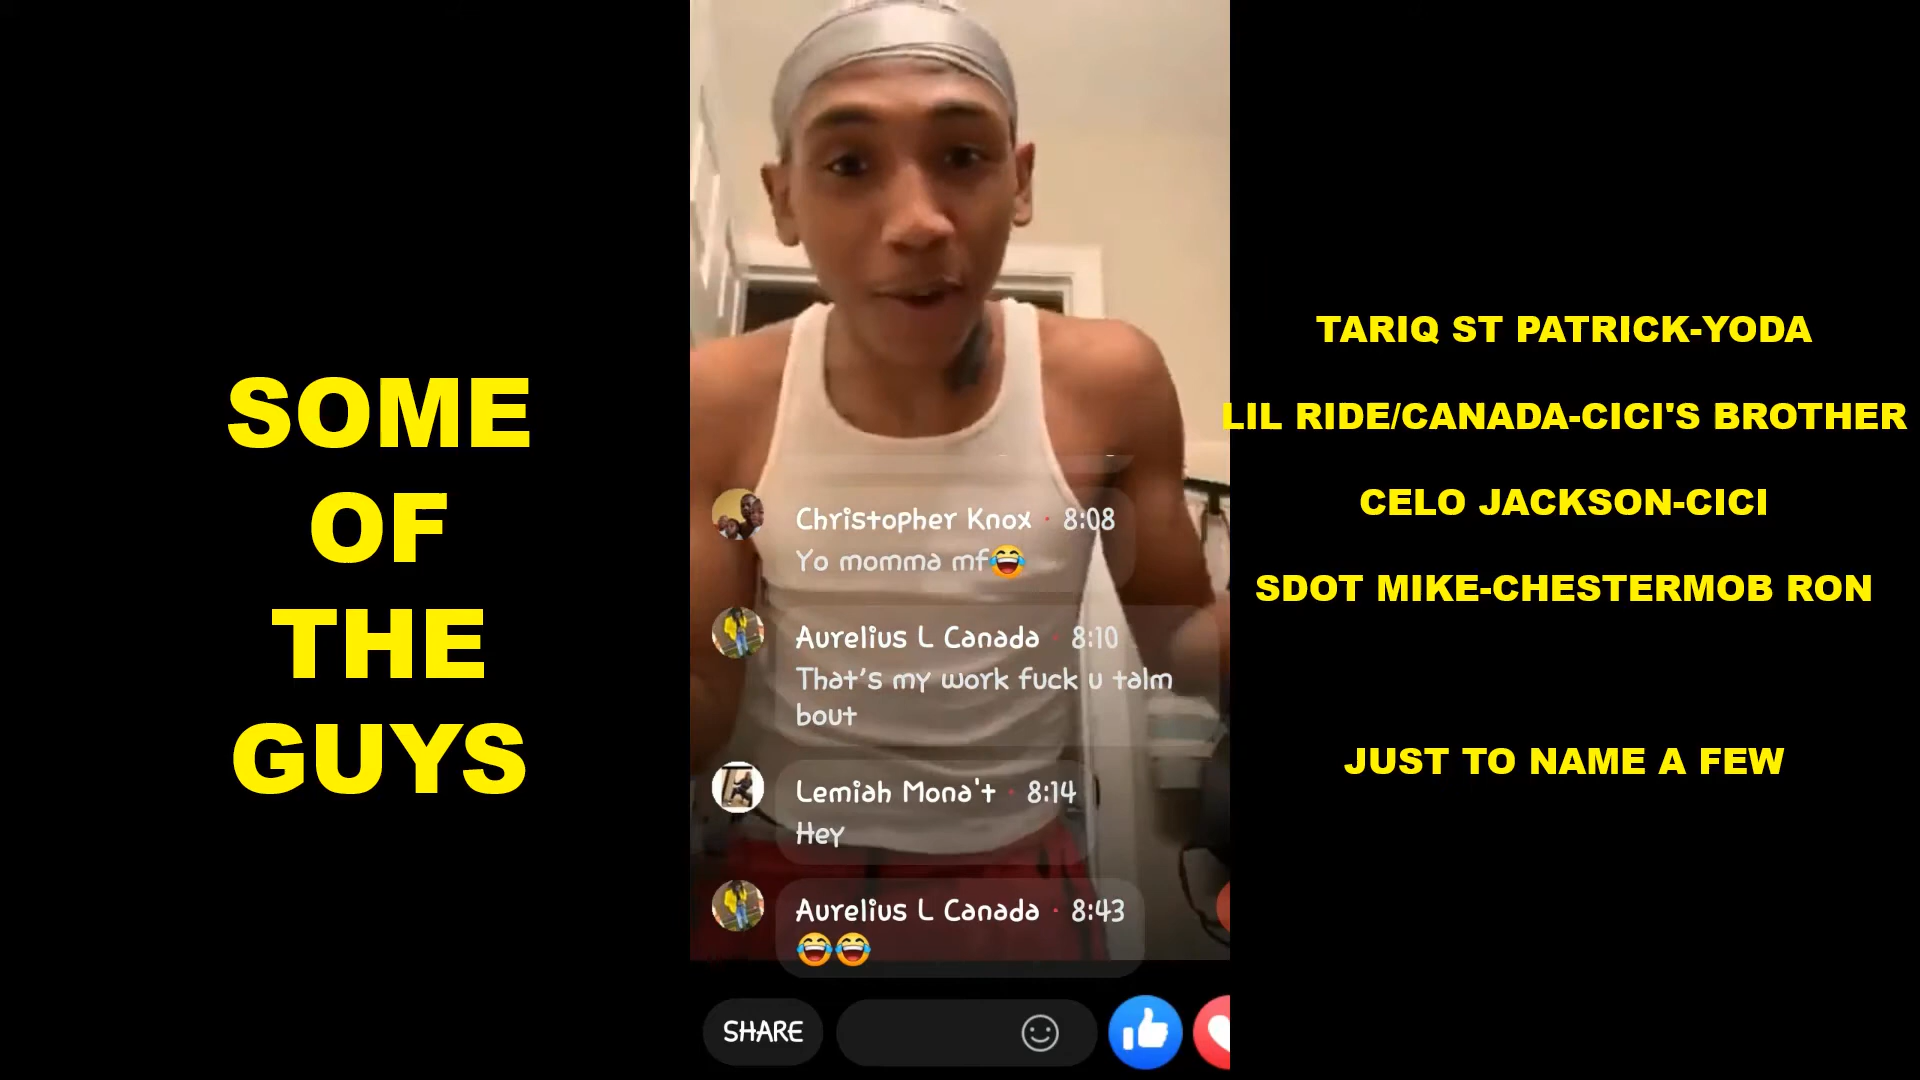 SOME
OF
THE
GUYS
Christopher Knox · 8:08
Yo momma mf😂
Aurelius L Canada · 8:10
That's my work fuck u talm
bout
Lemiah Mona't · 8:14
Hey
Aurelius L Canada · 8:43
😂😂
SHARE
TARIQ ST PATRICK-YODA
LIL RIDE/CANADA-CICI'S BROTHER
CELO JACKSON-CICI
SDOT MIKE-CHESTERMOB RON
JUST TO NAME A FEW